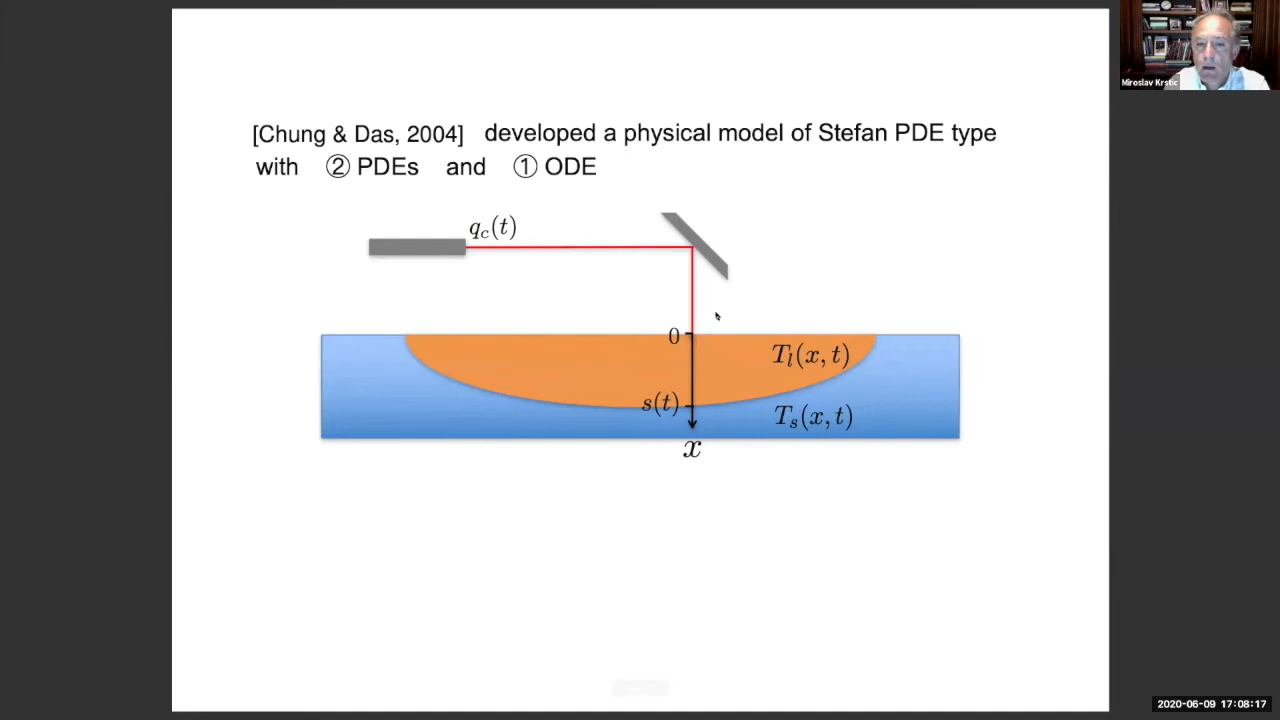 [Chung & Das, 2004] developed a physical model of Stefan PDE type
with ② PDEs and ① ODE
q_c(t)
0
T_l(x, t)
s(t)
T_s(x, t)
x
Miroslav Krstic
2020-06-09 17:08:17